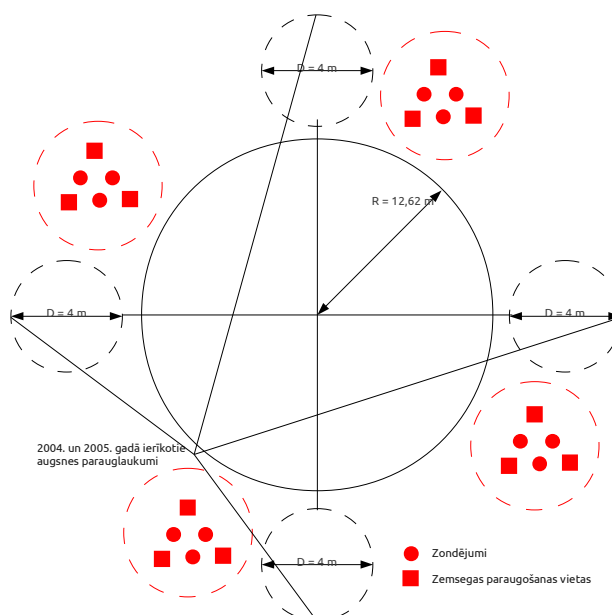 D = 4 m
R = 12,62 m
D = 4 m
D = 4 m
2004. un 2005. gadā ierīkotie
augsnes parauglaukumi
D = 4 m
Zondējumi
Zemsegas paraugošanas vietas